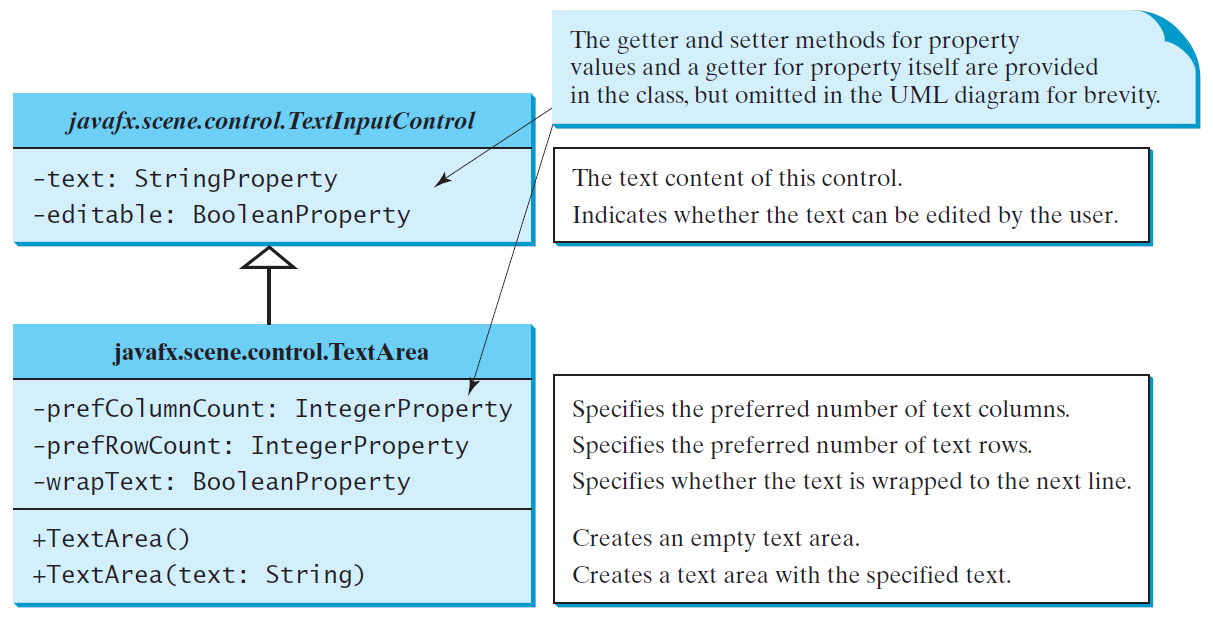 The getter and setter methods for property
values and a getter for property itself are provided
in the class, but omitted in the UML diagram for brevity.
javafx.scene.control.TextInputControl
-text: StringProperty
-editable: BooleanProperty
The text content of this control.
Indicates whether the text can be edited by the user.
javafx.scene.control.TextArea
-prefColumnCount: IntegerProperty
-prefRowCount: IntegerProperty
-wrapText: BooleanProperty
Specifies the preferred number of text columns.
Specifies the preferred number of text rows.
Specifies whether the text is wrapped to the next line.
+TextArea()
+TextArea(text: String)
Creates an empty text area.
Creates a text area with the specified text.